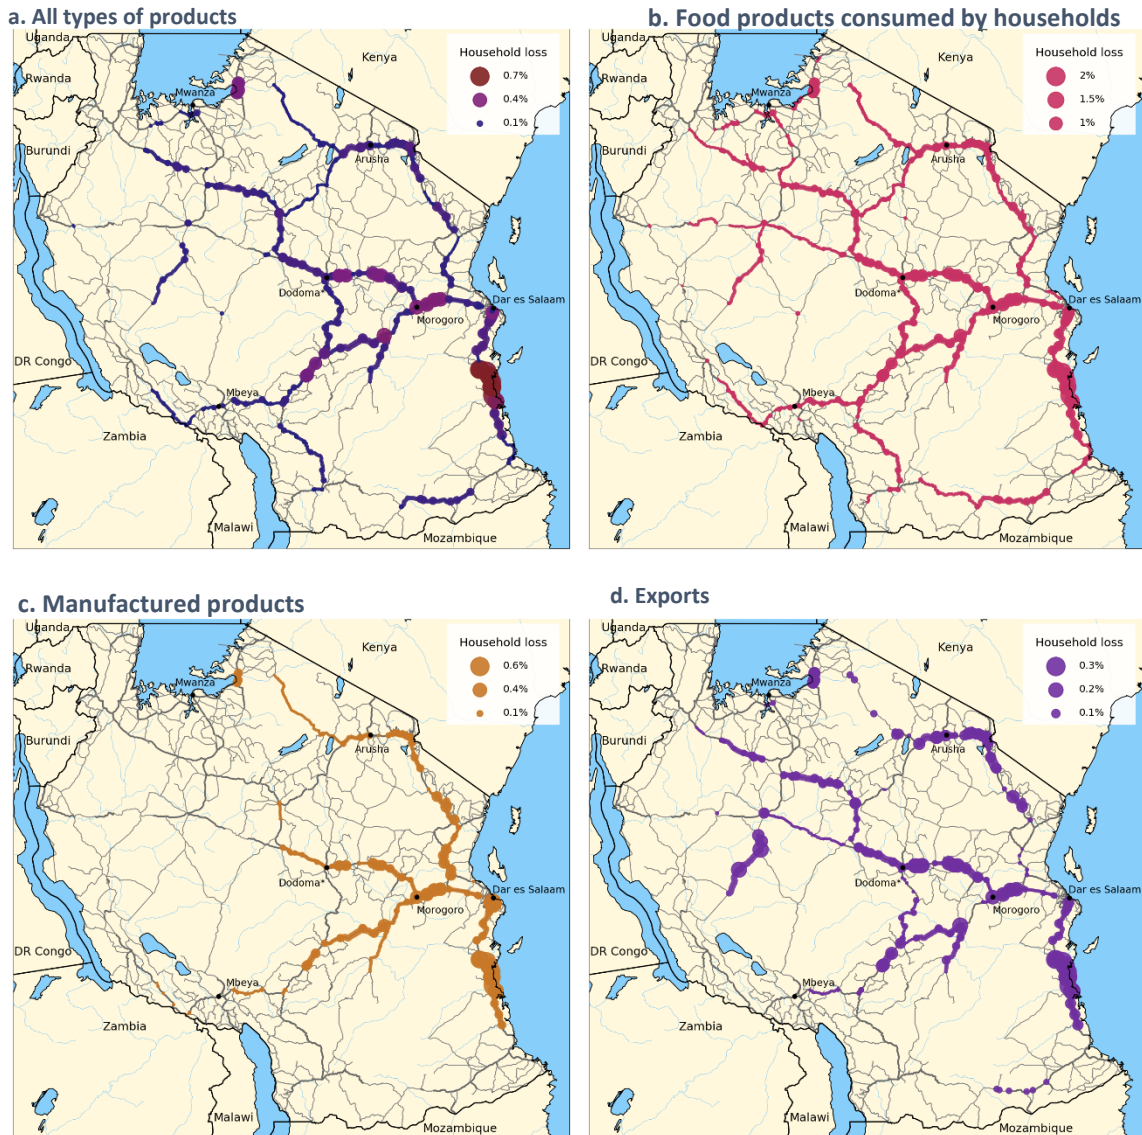 a. All types of products
b. Food products consumed by households
Uganda
Kenya
Household loss
0.7%
0.4%
0.1%
Rwanda
Mwanza
Burundi
Arusha
Dodoma
Dar es Salaam
Morogoro
DR Congo
Mbeya
Zambia
Malawi
Mozambique
Uganda
Kenya
Household loss
2%
1.5%
1%
Rwanda
Mwanza
Burundi
Arusha
Dodoma
Dar es Salaam
Morogoro
DR Congo
Mbeya
Zambia
Malawi
Mozambique
c. Manufactured products
d. Exports
Uganda
Kenya
Household loss
0.6%
0.4%
0.1%
Rwanda
Mwanza
Burundi
Arusha
Dodoma
Dar es Salaam
Morogoro
DR Congo
Mbeya
Zambia
Malawi
Mozambique
Uganda
Kenya
Household loss
0.3%
0.2%
0.1%
Rwanda
Mwanza
Burundi
Arusha
Dodoma
Dar es Salaam
Morogoro
DR Congo
Mbeya
Zambia
Malawi
Mozambique